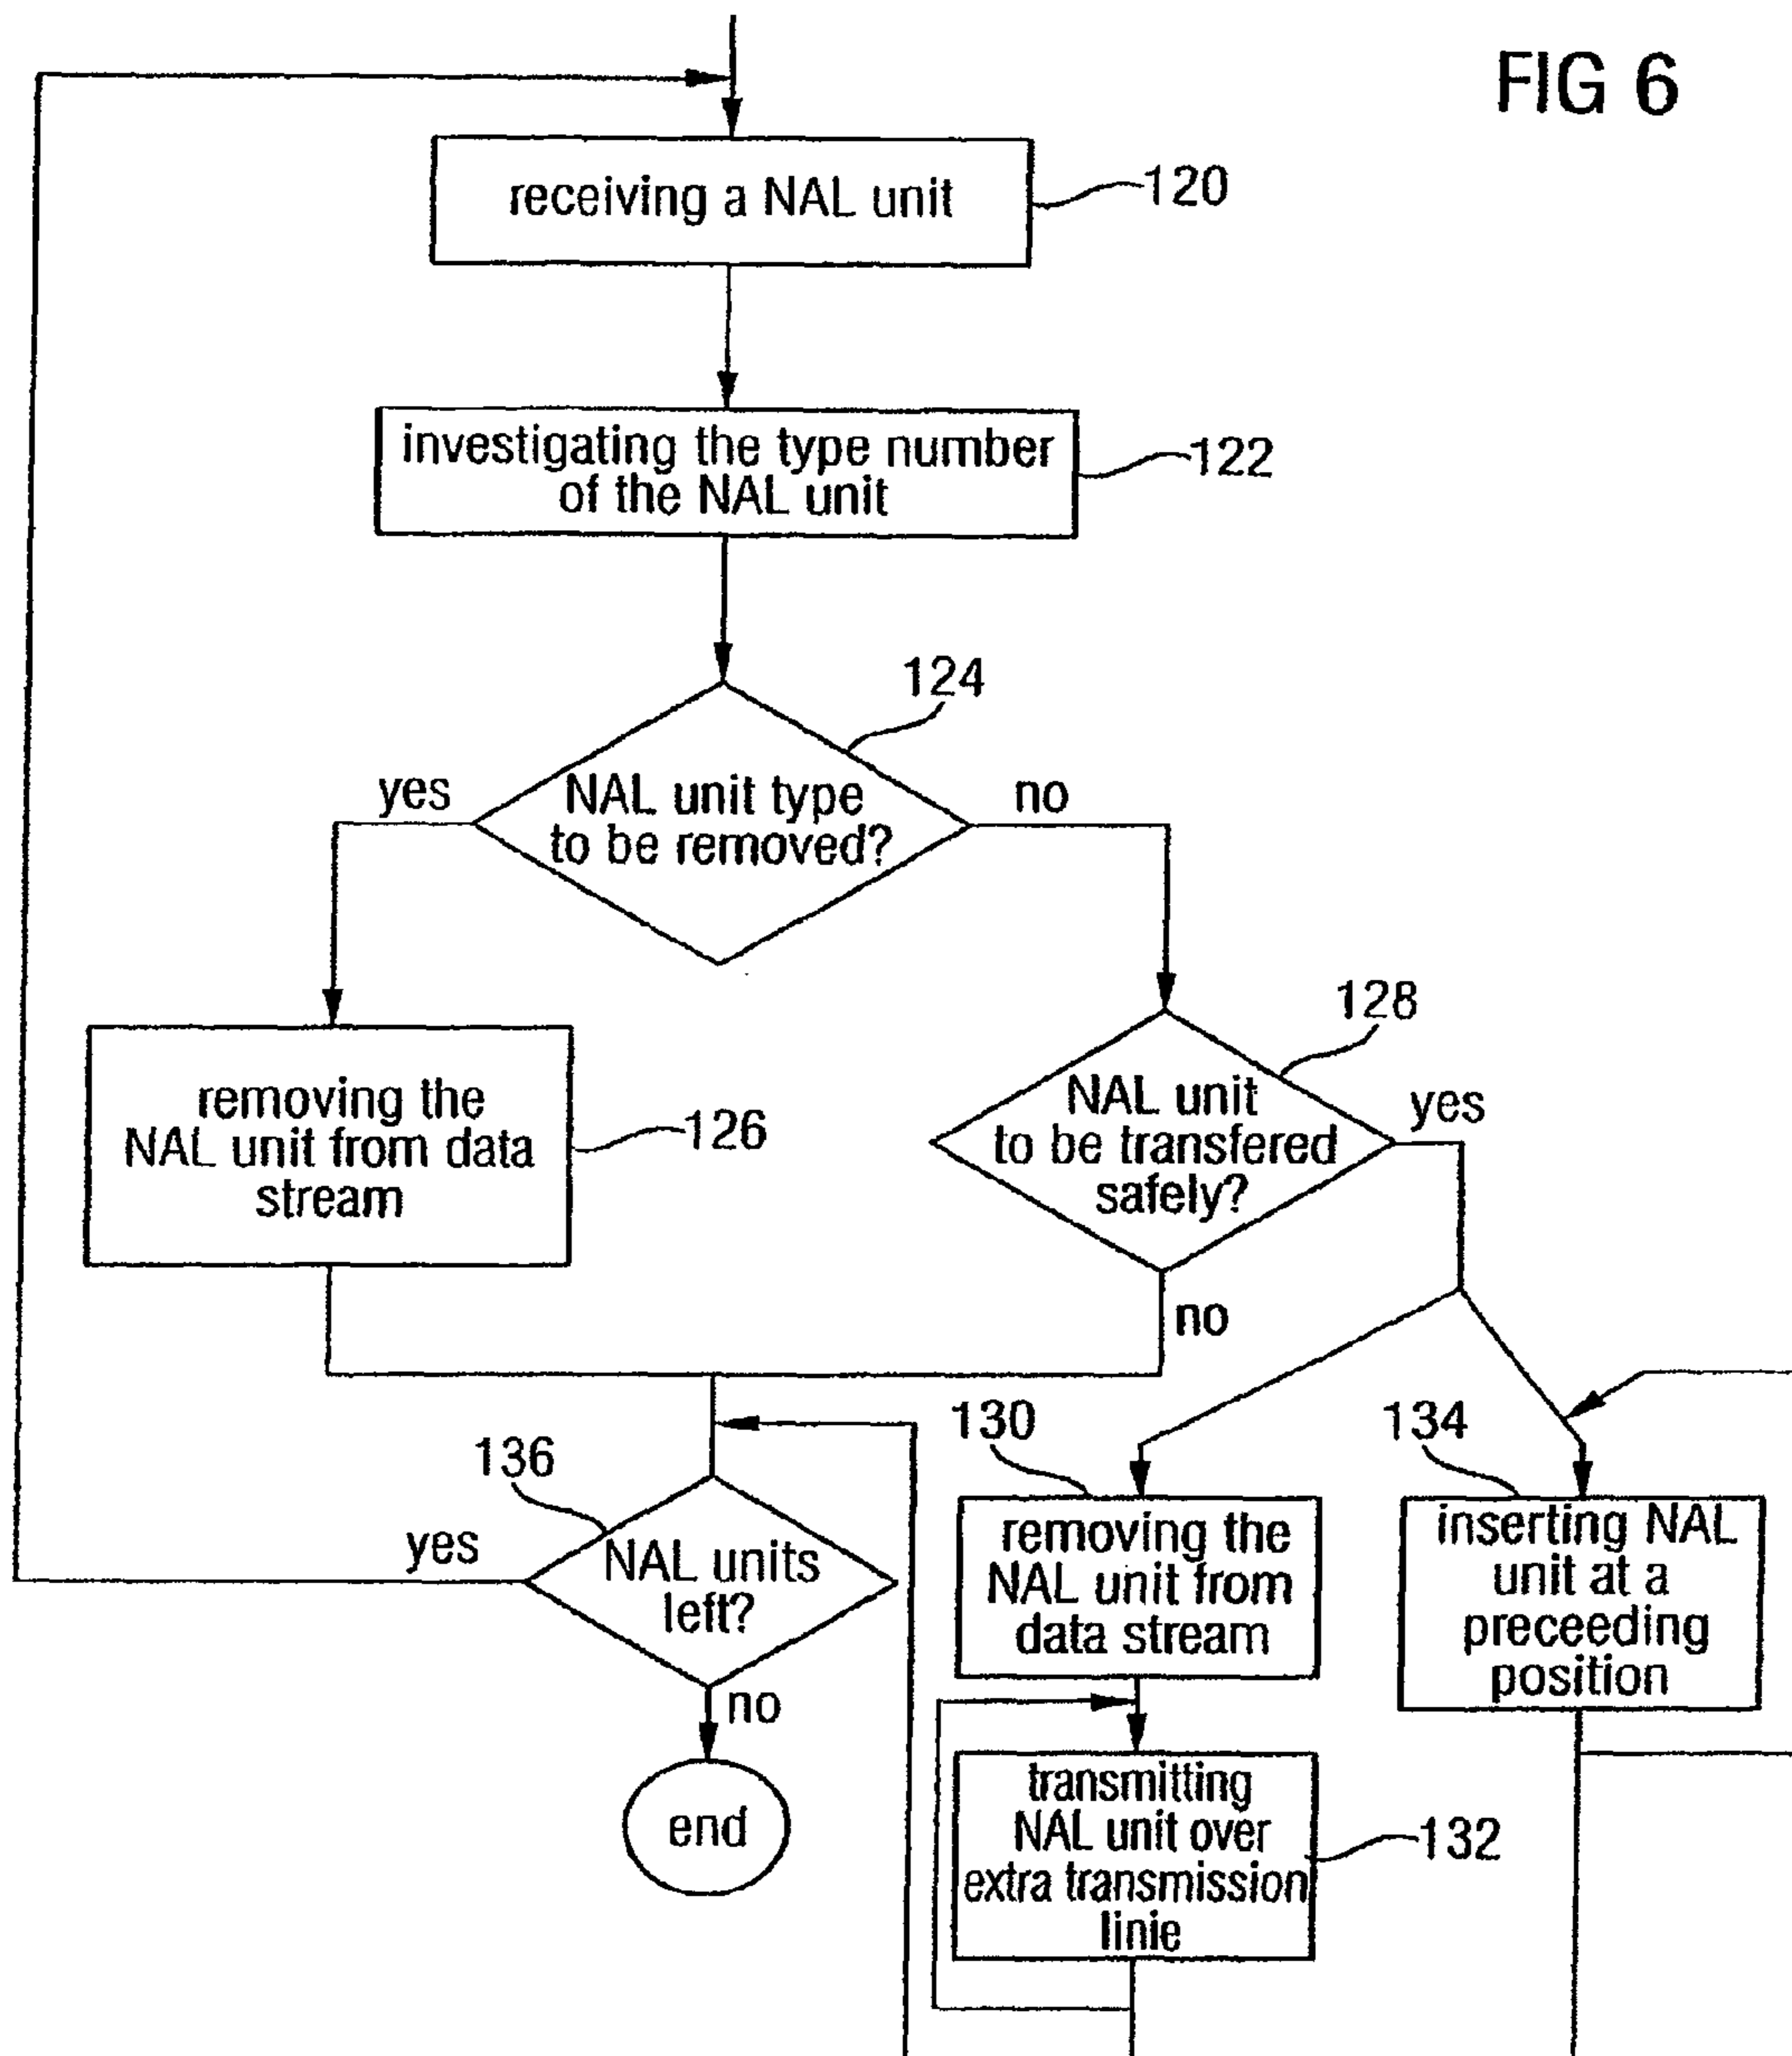 FIG 6
receiving a NAL unit
120
investigating the type number
of the NAL unit
122
124
NAL unit type
to be removed?
yes
no
removing the
NAL unit from data
stream
126
128
NAL unit
to be transfered
safely?
yes
no
136
NAL units
left?
yes
no
end
130
removing the
NAL unit from
data stream
134
inserting NAL
unit at a
preceeding
position
transmitting
NAL unit over
extra transmission
linie
132